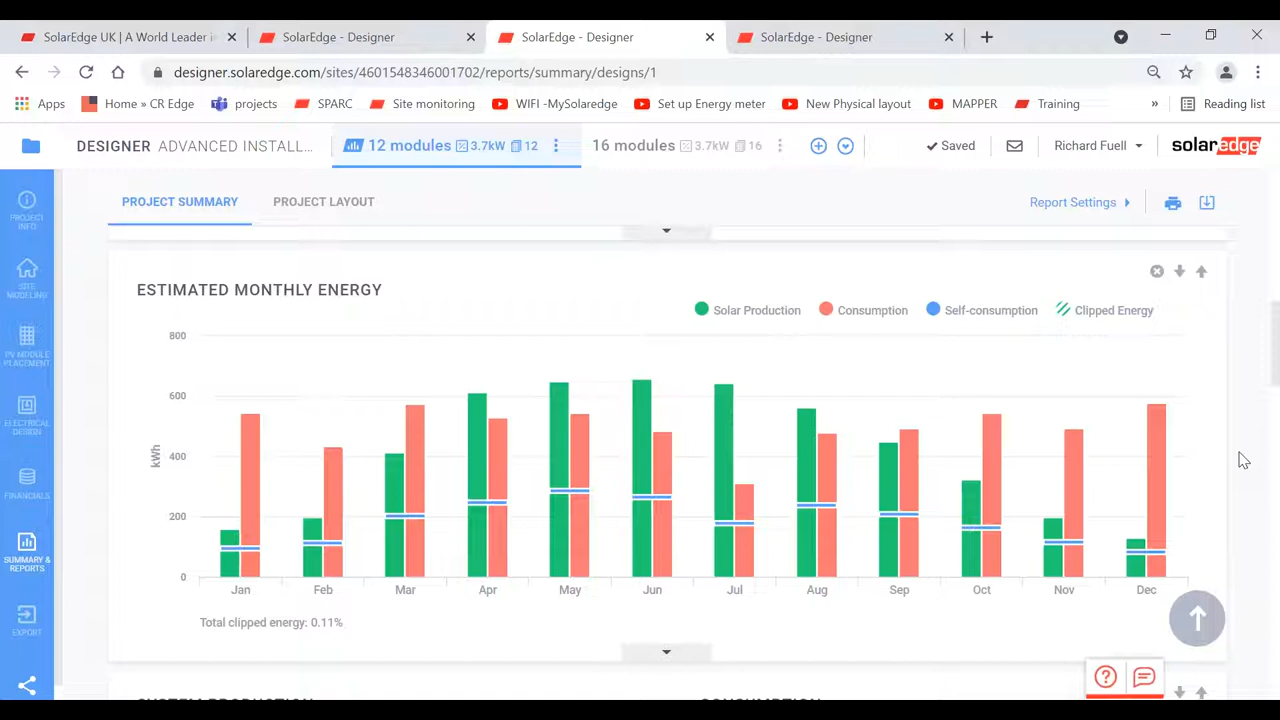 SolarEdge UK | A World Leader i
SolarEdge - Designer
SolarEdge - Designer
SolarEdge - Designer
designer.solaredge.com/sites/4601548346001702/reports/summary/designs/1
Apps
Home » CR Edge
projects
SPARC
Site monitoring
WIFI -MySolaredge
Set up Energy meter
New Physical layout
MAPPER
Training
»
Reading list
DESIGNER ADVANCED INSTALL...
12 modules 3.7kW 12
16 modules 3.7kW 16
Saved
Richard Fuell
solaredge
PROJECT INFO
SITE MODELING
PV MODULE PLACEMENT
ELECTRICAL DESIGN
FINANCIALS
SUMMARY & REPORTS
EXPORT
PROJECT SUMMARY
PROJECT LAYOUT
Report Settings
ESTIMATED MONTHLY ENERGY
Solar Production
Consumption
Self-consumption
Clipped Energy
kWh
800
600
400
200
0
Jan Feb Mar Apr May Jun Jul Aug Sep Oct Nov Dec
Total clipped energy: 0.11%
SYSTEM PRODUCTION
CONSUMPTION